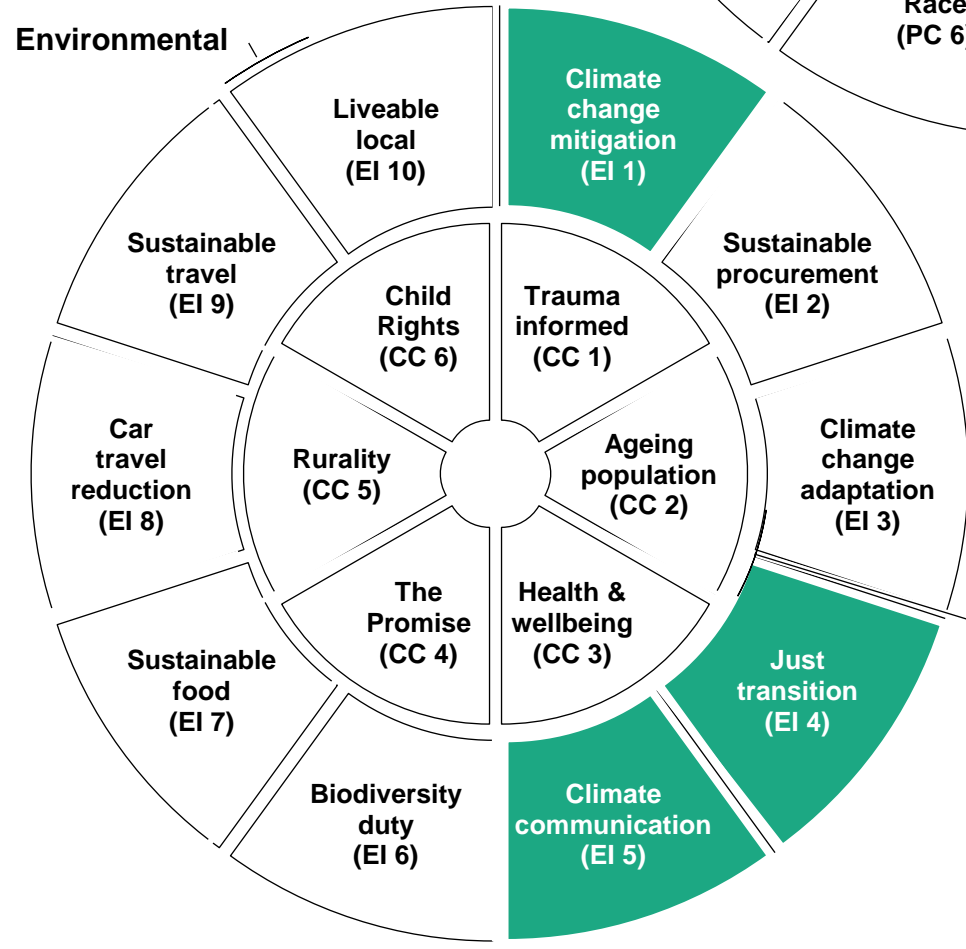 Environmental
Race
(PC 6)
Climate
change
mitigation
(EI 1)
Sustainable
procurement
(EI 2)
Climate
change
adaptation
(EI 3)
Just
transition
(EI 4)
Climate
communication
(EI 5)
Biodiversity
duty
(EI 6)
Sustainable
food
(EI 7)
Car
travel
reduction
(EI 8)
Sustainable
travel
(EI 9)
Liveable
local
(EI 10)
Trauma
informed
(CC 1)
Ageing
population
(CC 2)
Health &
wellbeing
(CC 3)
The
Promise
(CC 4)
Rurality
(CC 5)
Child
Rights
(CC 6)